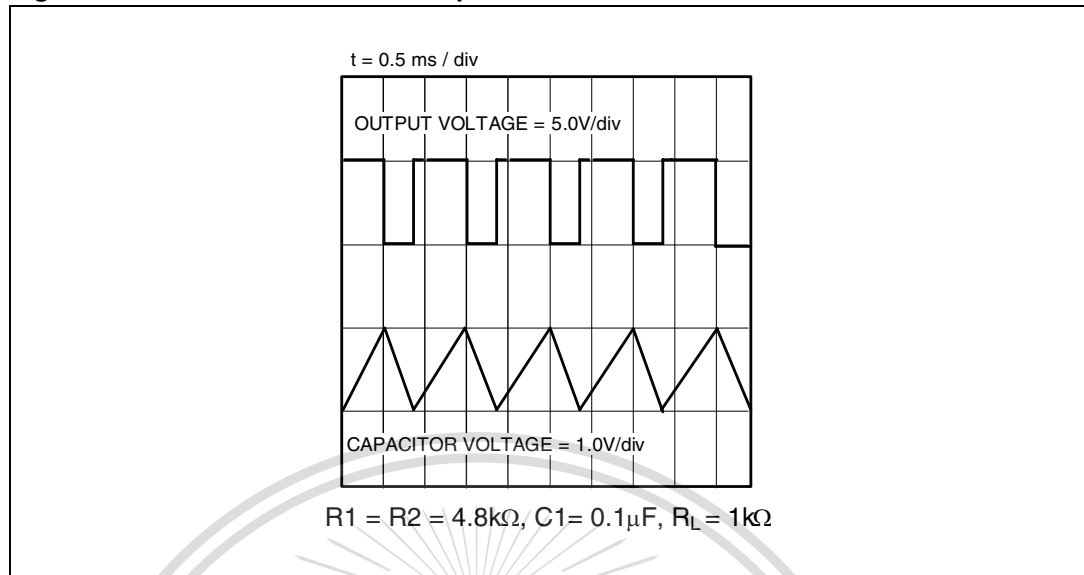 t = 0.5 ms / div
OUTPUT VOLTAGE = 5.0V/div
CAPACITOR VOLTAGE = 1.0V/div
R1 = R2 = 4.8kΩ, C1= 0.1μF, RL = 1kΩ